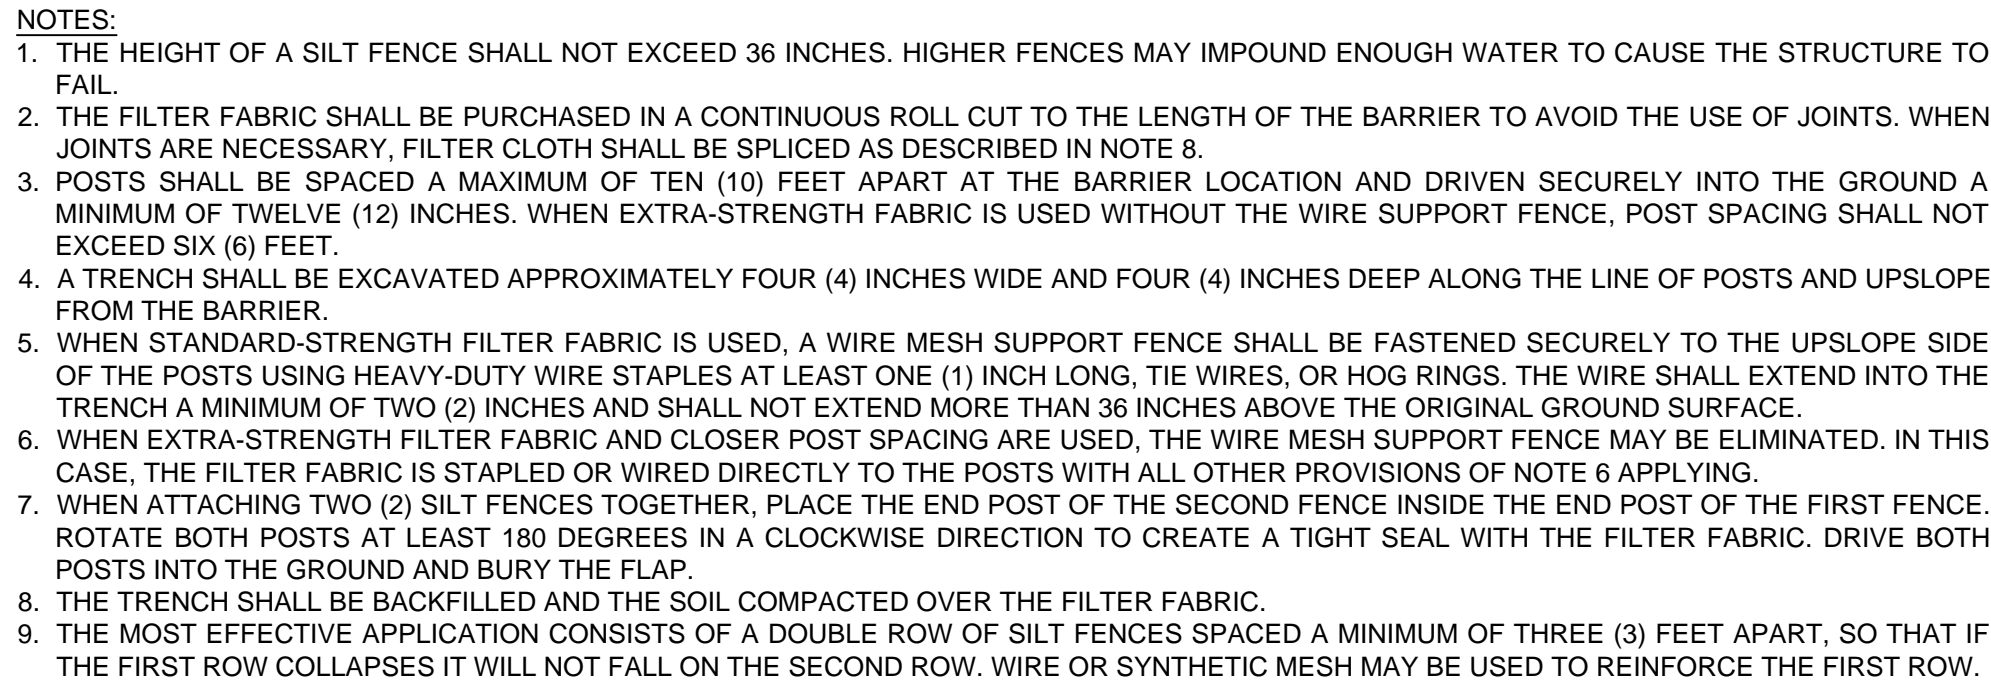 NOTES:
1. THE HEIGHT OF A SILT FENCE SHALL NOT EXCEED 36 INCHES. HIGHER FENCES MAY IMPOUND ENOUGH WATER TO CAUSE THE STRUCTURE TO
FAIL.
2. THE FILTER FABRIC SHALL BE PURCHASED IN A CONTINUOUS ROLL CUT TO THE LENGTH OF THE BARRIER TO AVOID THE USE OF JOINTS. WHEN
JOINTS ARE NECESSARY, FILTER CLOTH SHALL BE SPLICED AS DESCRIBED IN NOTE 8.
3. POSTS SHALL BE SPACED A MAXIMUM OF TEN (10) FEET APART AT THE BARRIER LOCATION AND DRIVEN SECURELY INTO THE GROUND A
MINIMUM OF TWELVE (12) INCHES. WHEN EXTRA-STRENGTH FABRIC IS USED WITHOUT THE WIRE SUPPORT FENCE, POST SPACING SHALL NOT
EXCEED SIX (6) FEET.
4. A TRENCH SHALL BE EXCAVATED APPROXIMATELY FOUR (4) INCHES WIDE AND FOUR (4) INCHES DEEP ALONG THE LINE OF POSTS AND UPSLOPE
FROM THE BARRIER.
5. WHEN STANDARD-STRENGTH FILTER FABRIC IS USED, A WIRE MESH SUPPORT FENCE SHALL BE FASTENED SECURELY TO THE UPSLOPE SIDE
OF THE POSTS USING HEAVY-DUTY WIRE STAPLES AT LEAST ONE (1) INCH LONG, TIE WIRES, OR HOG RINGS. THE WIRE SHALL EXTEND INTO THE
TRENCH A MINIMUM OF TWO (2) INCHES AND SHALL NOT EXTEND MORE THAN 36 INCHES ABOVE THE ORIGINAL GROUND SURFACE.
6. WHEN EXTRA-STRENGTH FILTER FABRIC AND CLOSER POST SPACING ARE USED, THE WIRE MESH SUPPORT FENCE MAY BE ELIMINATED. IN THIS
CASE, THE FILTER FABRIC IS STAPLED OR WIRED DIRECTLY TO THE POSTS WITH ALL OTHER PROVISIONS OF NOTE 6 APPLYING.
7. WHEN ATTACHING TWO (2) SILT FENCES TOGETHER, PLACE THE END POST OF THE SECOND FENCE INSIDE THE END POST OF THE FIRST FENCE.
ROTATE BOTH POSTS AT LEAST 180 DEGREES IN A CLOCKWISE DIRECTION TO CREATE A TIGHT SEAL WITH THE FILTER FABRIC. DRIVE BOTH
POSTS INTO THE GROUND AND BURY THE FLAP.
8. THE TRENCH SHALL BE BACKFILLED AND THE SOIL COMPACTED OVER THE FILTER FABRIC.
9. THE MOST EFFECTIVE APPLICATION CONSISTS OF A DOUBLE ROW OF SILT FENCES SPACED A MINIMUM OF THREE (3) FEET APART, SO THAT IF
THE FIRST ROW COLLAPSES IT WILL NOT FALL ON THE SECOND ROW. WIRE OR SYNTHETIC MESH MAY BE USED TO REINFORCE THE FIRST ROW.